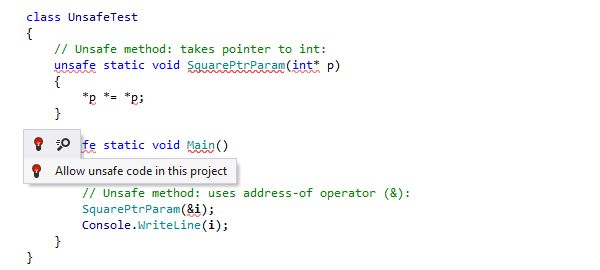 class UnsafeTest
{
// Unsafe method: takes pointer to int:
unsafe static void SquarePtrParam(int* p)
{
*p *= *p;
}
fe static void Main()
Allow unsafe code in this project
// Unsafe method: uses address-of operator (&):
SquarePtrParam(&i);
Console.WriteLine(i);
}
}